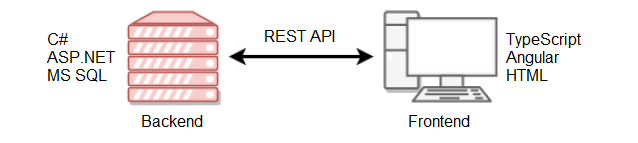 C#
ASP.NET
MS SQL
REST API
TypeScript
Angular
HTML
Backend
Frontend